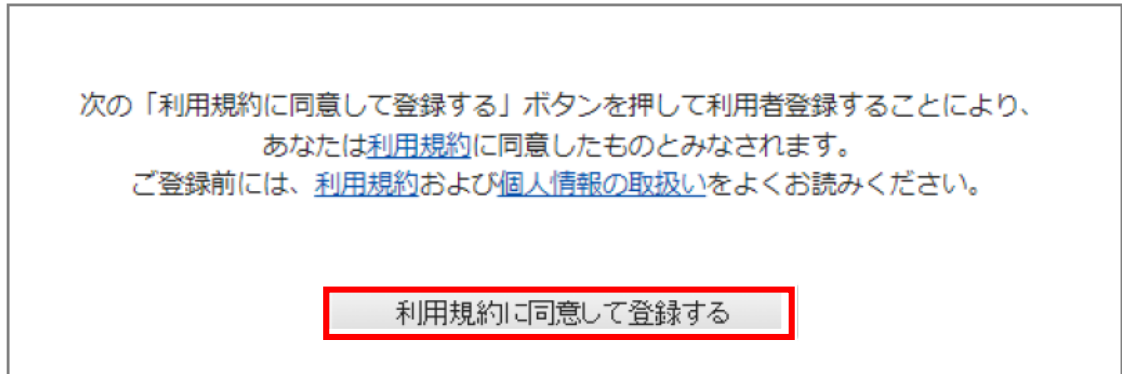 次の「利用規約に同意して登録する」ボタンを押して利用者登録することにより、
あなたは利用規約に同意したものとみなされます。
ご登録前には、利用規約および個人情報の取扱いをよくお読みください。
利用規約に同意して登録する